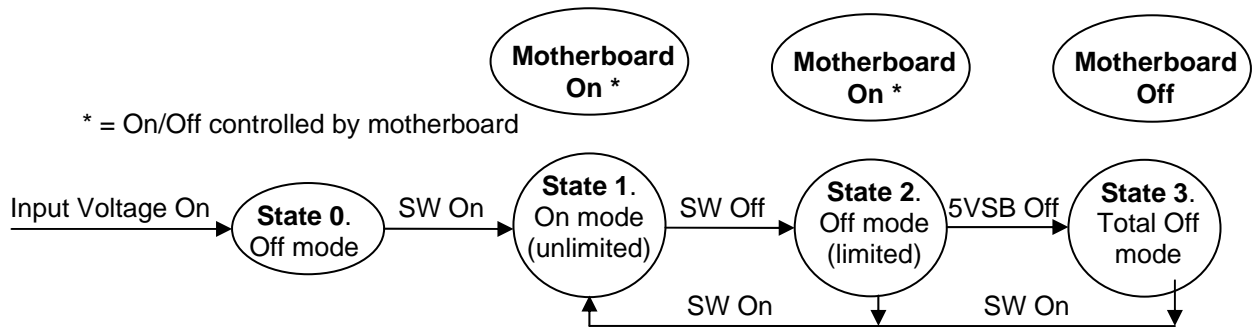 Motherboard
On *
Motherboard
On *
Motherboard
Off
* = On/Off controlled by motherboard
Input Voltage On
State 0.
Off mode
SW On
State 1.
On mode
(unlimited)
SW Off
State 2.
Off mode
(limited)
5VSB Off
State 3.
Total Off
mode
SW On
SW On